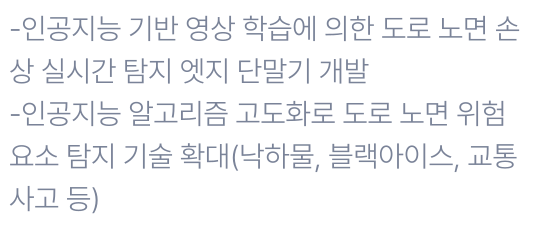 -인공지능 기반 영상 학습에 의한 도로 노면 손
상 실시간 탐지 엣지 단말기 개발
-인공지능 알고리즘 고도화로 도로 노면 위험
요소 탐지 기술 확대(낙하물, 블랙아이스, 교통
사고 등)